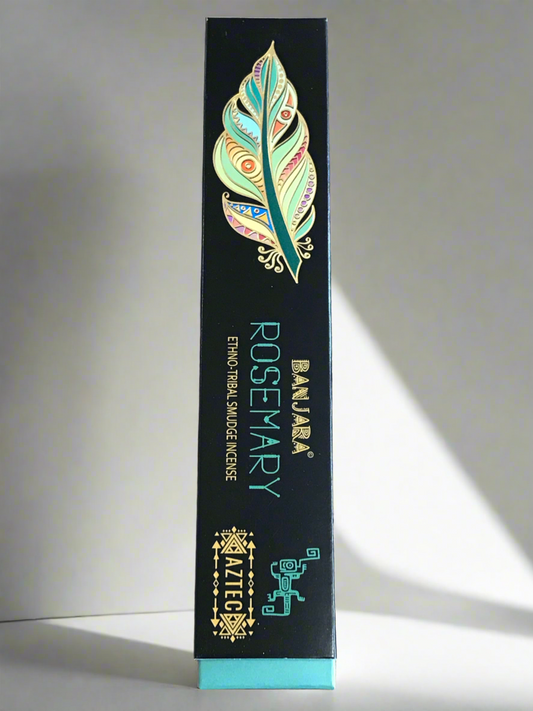 BANJARA©
ROSEMARY
ETHNO-TRIBAL SMUDGE INCENSE
AZTEC